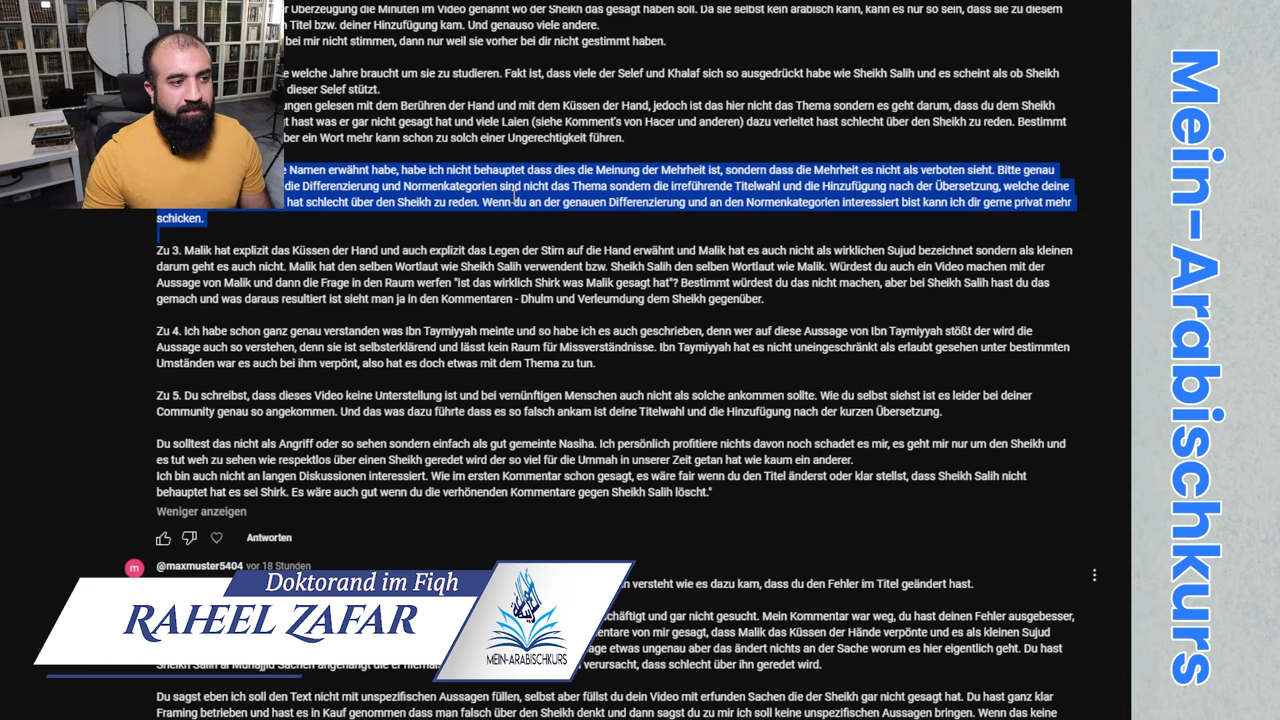 r Überzeugung die Minuten im Video genannt wo der Sheikh das gesagt haben soll. Da sie selbst kein arabisch kann, kann es nur so sein, dass sie zu diesem
n Titel bzw. deiner Hinzufügung kam. Und genauso viele andere.
bei mir nicht stimmen, dann nur weil sie vorher bei dir nicht gestimmt haben.
e welche Jahre braucht um sie zu studieren. Fakt ist, dass viele der Selef und Khalaf sich so ausgedrückt habe wie Sheikh Salih und es scheint als ob Sheikh
dieser Selef stützt.
ungen gelesen mit dem Berühren der Hand und mit dem Küssen der Hand, jedoch ist das hier nicht das Thema sondern es geht darum, dass du dem Sheikh
t hast was er gar nicht gesagt hat und viele Laien (siehe Komment's von Hacer und anderen) dazu verleitet hast schlecht über den Sheikh zu reden. Bestimmt
ber ein Wort mehr kann schon zu solch einer Ungerechtigkeit führen.
e Namen erwähnt habe, habe ich nicht behauptet dass dies die Meinung der Mehrheit ist, sondern dass die Mehrheit es nicht als verboten sieht. Bitte genau
die Differenzierung und Normenkategorien sind nicht das Thema sondern die irreführende Titelwahl und die Hinzufügung nach der Übersetzung, welche deine
hat schlecht über den Sheikh zu reden. Wenn du an der genauen Differenzierung und an den Normenkategorien interessiert bist kann ich dir gerne privat mehr
schicken.
Zu 3. Malik hat explizit das Küssen der Hand und auch explizit das Legen der Stirn auf die Hand erwähnt und Malik hat es auch nicht als wirklichen Sujud bezeichnet sondern als kleinen
darum geht es auch nicht. Malik hat den selben Wortlaut wie Sheikh Salih verwendent bzw. Sheikh Salih den selben Wortlaut wie Malik. Würdest du auch ein Video machen mit der
Aussage von Malik und dann die Frage in den Raum werfen "ist das wirklich Shirk was Malik gesagt hat"? Bestimmt würdest du das nicht machen, aber bei Sheikh Salih hast du das
gemach und was daraus resultiert ist sieht man ja in den Kommentaren - Dhulm und Verleumdung dem Sheikh gegenüber.
Zu 4. Ich habe schon ganz genau verstanden was Ibn Taymiyyah meinte und so habe ich es auch geschrieben, denn wer auf diese Aussage von Ibn Taymiyyah stößt der wird die
Aussage auch so verstehen, denn sie ist selbsterklärend und lässt kein Raum für Missverständnisse. Ibn Taymiyyah hat es nicht uneingeschränkt als erlaubt gesehen unter bestimmten
Umständen war es auch bei ihm verpönt, also hat es doch etwas mit dem Thema zu tun.
Zu 5. Du schreibst, dass dieses Video keine Unterstellung ist und bei vernünftigen Menschen auch nicht als solche ankommen sollte. Wie du selbst siehst ist es leider bei deiner
Community genau so angekommen. Und das was dazu führte dass es so falsch ankam ist deine Titelwahl und die Hinzufügung nach der kurzen Übersetzung.
Du solltest das nicht als Angriff oder so sehen sondern einfach als gut gemeinte Nasiha. Ich persönlich profitiere nichts davon noch schadet es mir, es geht mir nur um den Sheikh und
es tut weh zu sehen wie respektlos über einen Sheikh geredet wird der so viel für die Ummah in unserer Zeit getan hat wie kaum ein anderer.
Ich bin auch nicht an langen Diskussionen interessiert. Wie im ersten Kommentar schon gesagt, es wäre fair wenn du den Titel änderst oder klar stellst, dass Sheikh Salih nicht
behauptet hat es sei Shirk. Es wäre auch gut wenn du die verhönenden Kommentare gegen Sheikh Salih löscht."
Weniger anzeigen
Antworten
m @maxmuster5404 vor 18 Stunden
n versteht wie es dazu kam, dass du den Fehler im Titel geändert hast.
schäftigt und gar nicht gesucht. Mein Kommentar war weg, du hast deinen Fehler ausgebesser,
entare von mir gesagt, dass Malik das Küssen der Hände verpönte und es als kleinen Sujud
age etwas ungenau aber das ändert nichts an der Sache worum es hier eigentlich geht. Du hast
verursacht, dass schlecht über ihn geredet wird.
Du sagst eben ich soll den Text nicht mit unspezifischen Aussagen füllen, selbst aber füllst du dein Video mit erfunden Sachen die der Sheikh gar nicht gesagt hat. Du hast ganz klar
Framing betrieben und hast es in Kauf genommen dass man falsch über den Sheikh denkt und dann sagst du zu mir ich soll keine unspezifischen Aussagen bringen. Wenn das keine
Doktorand im Fiqh
RAHEEL ZAFAR
MEIN-ARABISCHKURS
Mein-Arabischkurs